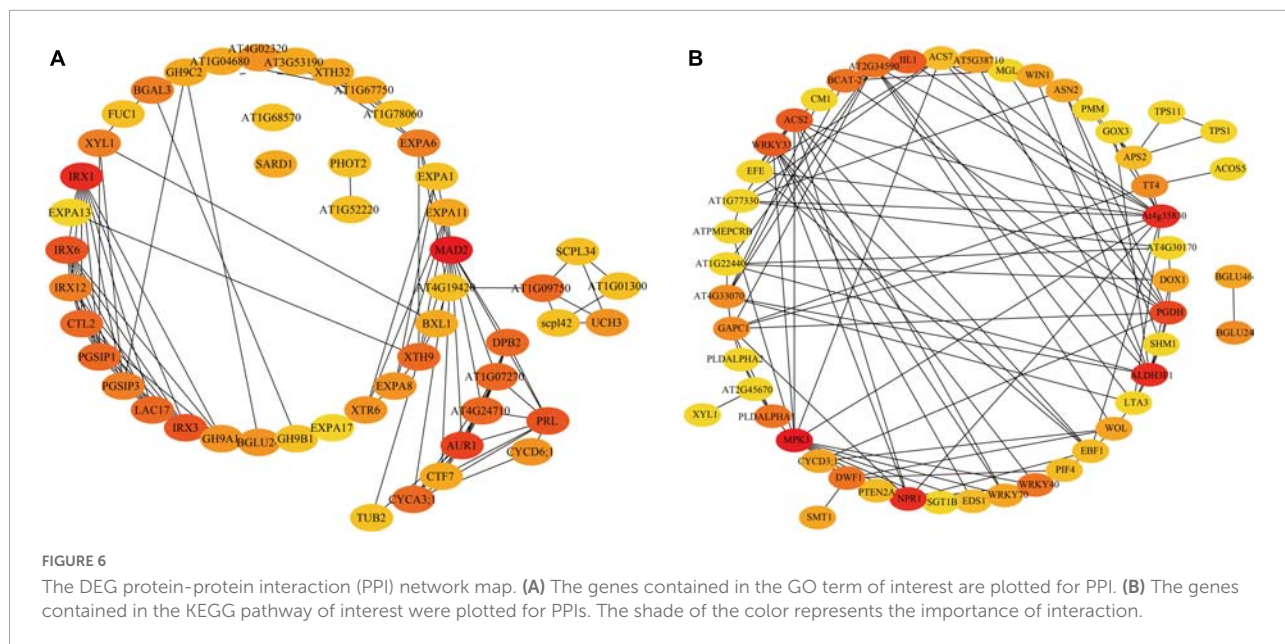 A
AT4G02320
AT1G04680
AT3G53190
GH9C2
XTH32
BGAL3
AT1G67750
FUC1
AT1G78060
AT1G68570
XYL1
EXPA6
SARD1
PHOT2
IRX1
EXPA1
EXPA13
AT1G52220
EXPA11
IRX6
MAD2
SCPL34
IRX12
AT4G19420
AT1G09750
AT1G01300
CTL2
BXL1
scpl42
UCH3
DPB2
PGSIP1
XTH9
AT1G07270
PGSIP3
EXPA8
LAC17
XTR6
AT4G24710
PRL
IRX3
EXPA17
GH9A1
BGLU2
GH9B1
AUR1
CYCD6;1
CTF7
CYCA3;1
TUB2
B
IIL1
ACS7
AT2G34590
AT5G38710
BCAT-2
MGL
WIN1
CM1
ASN2
ACS2
PMM
TPS11
GOX3
TPS1
WRKY33
APS2
EFE
ACOS5
TT4
AT1G77330
At4g35830
ATPMEPCRB
AT4G30170
AT1G22440
DOX1
BGLU46
AT4G33070
PGDH
GAPC1
BGLU24
SHM1
PLDALPHA2
ALDH3F1
AT2G45670
LTA3
XYL1
PLDALPHA1
WOL
MPK3
EBF1
CYCD3;1
PIF4
DWF1
WRKY40
PTEN2A
NPR1
SGT1B
EDS1
WRKY70
SMT1
FIGURE 6
The DEG protein-protein interaction (PPI) network map. (A) The genes contained in the GO term of interest are plotted for PPI. (B) The genes
contained in the KEGG pathway of interest were plotted for PPIs. The shade of the color represents the importance of interaction.